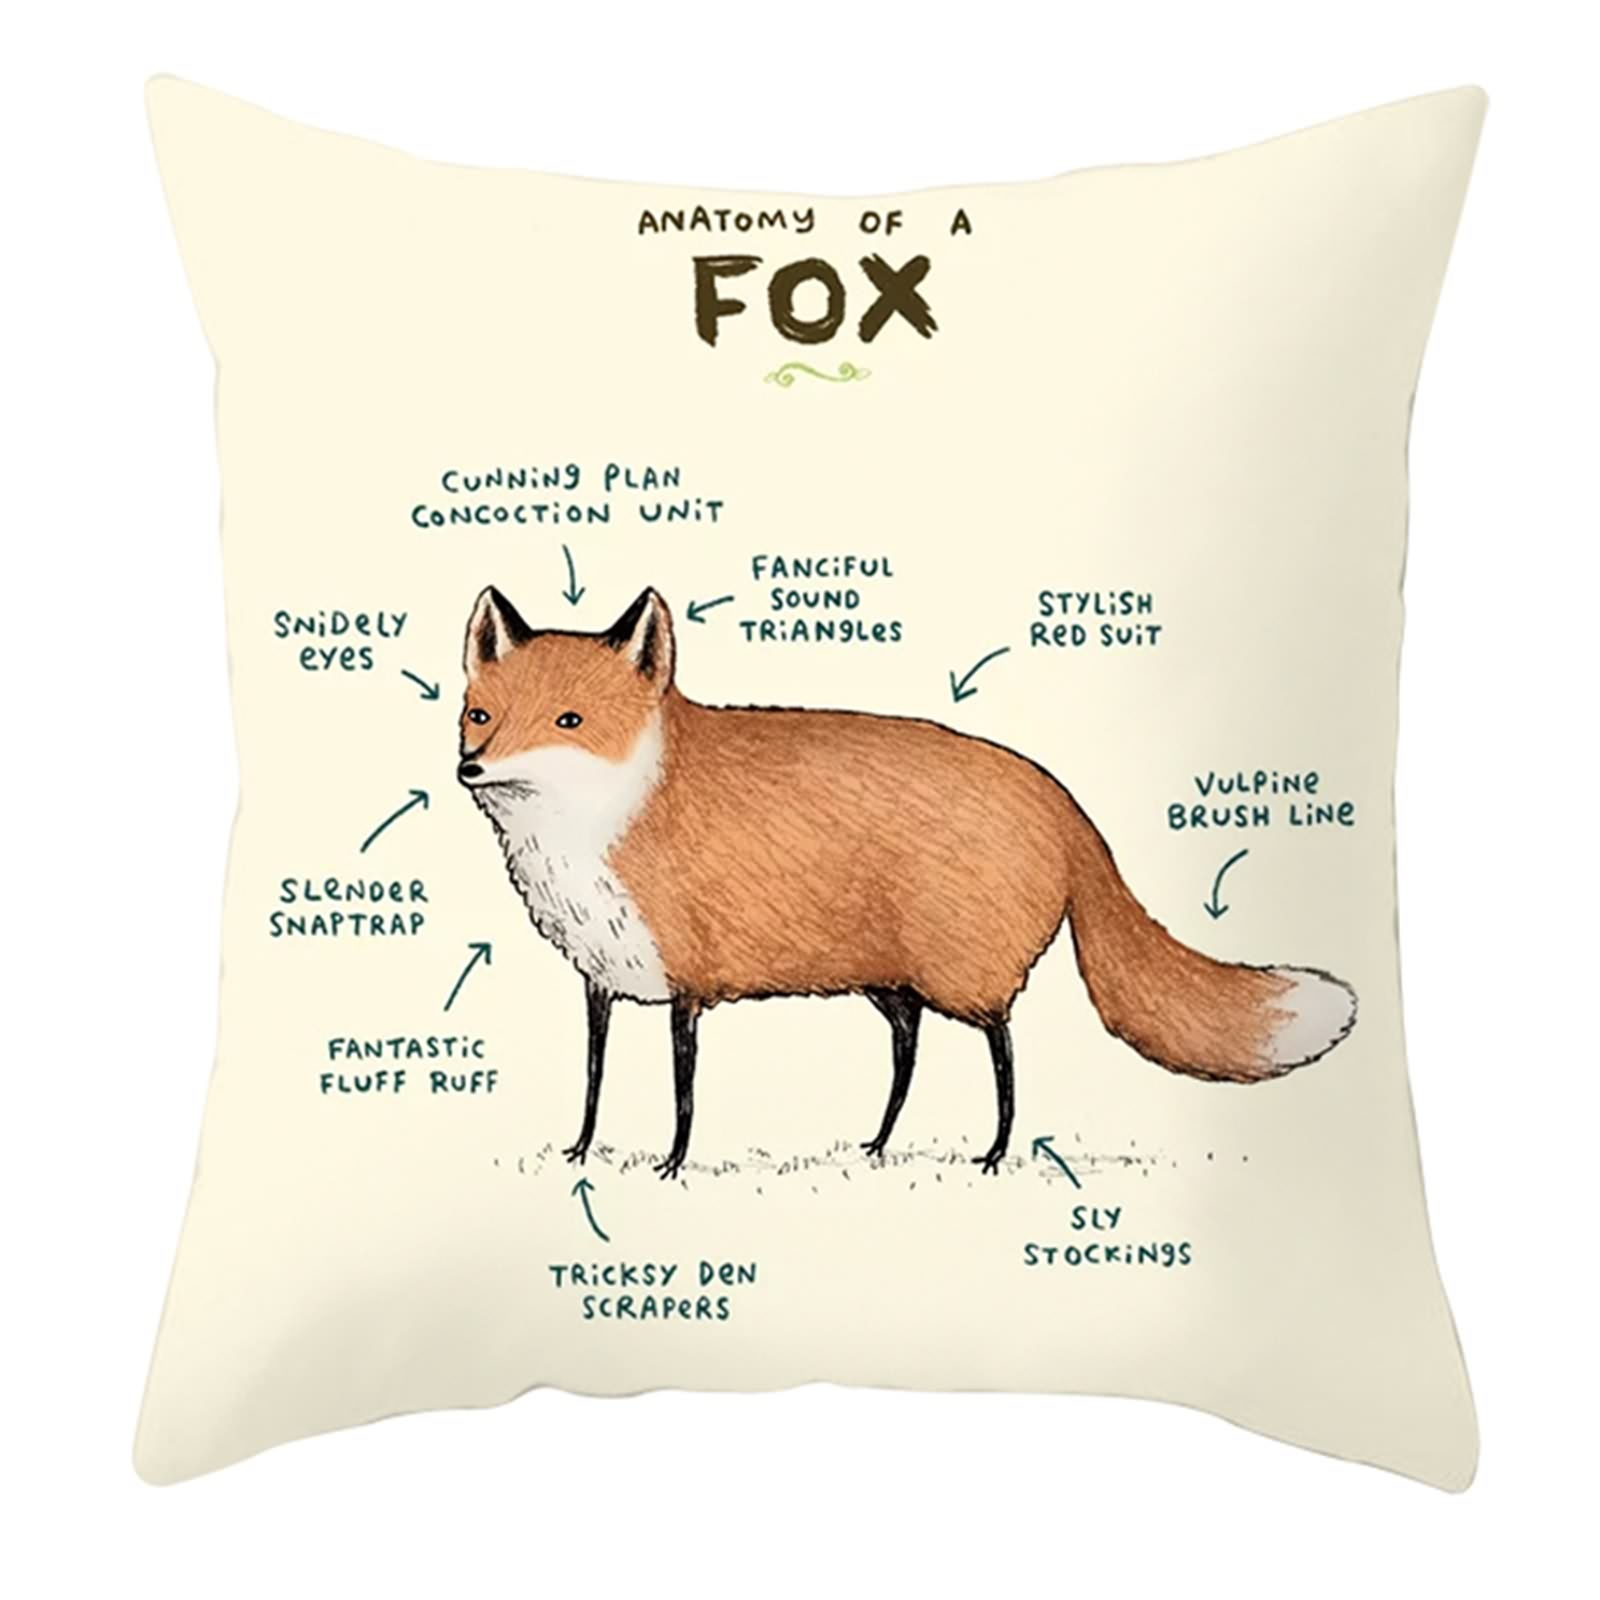 ANATOMY OF A
FOX
CUNNiNg PLAN
CONCOCTiON UNiT
FANCiFUL
SOUND
TRiANgLeS
STYLiSH
ReD SUiT
SNiDeLY
eYeS
VULPiNe
BRUSH LiNe
SLeNDER
SNAPTRAP
FANTASTiC
FLUFF RUFF
SLY
STOCKiNgS
TRiCKSY DeN
SCRAPeRS